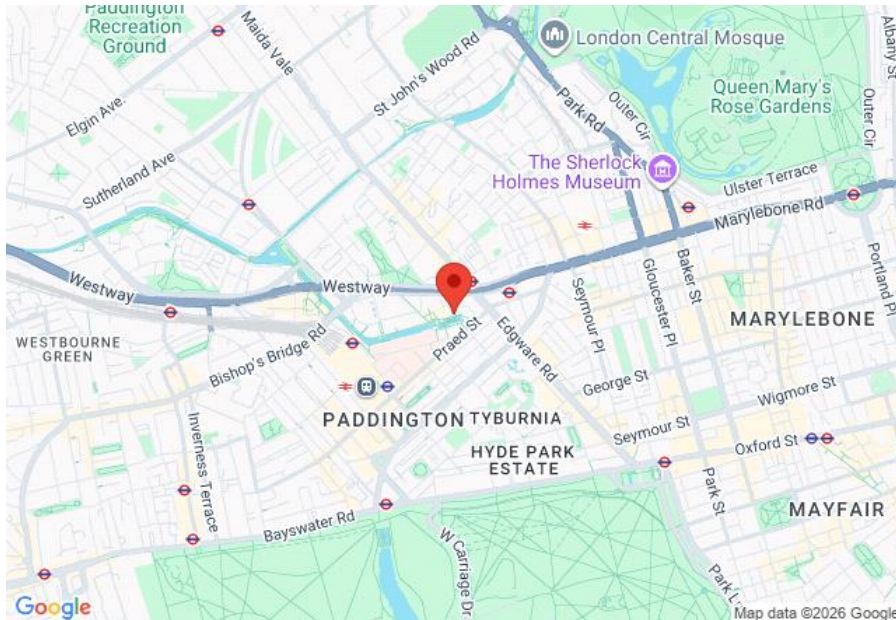 Paddington
Recreation
Ground
Maida Vale
St John's Wood Rd
London Central Mosque
Albany St
Elgin Ave.
Park Rd
Outer Cir
Queen Mary's
Rose Gardens
Outer Cir
Sutherland Ave
The Sherlock
Holmes Museum
Ulster Terrace
Marylebone Rd
Westway
Westway
Baker St
Gloucester Pl
Portland Pl
Seymour Pl
MARYLEBONE
WESTBOURNE
GREEN
Bishop's Bridge Rd
Praed St
Edgware Rd
George St
Wigmore St
PADDINGTON
TYBURNIA
Seymour St
Oxford St
Inverness Terrace
HYDE PARK
ESTATE
Park St
MAYFAIR
Bayswater Rd
W Carriage Dr
Park L
Google
Map data ©2026 Google